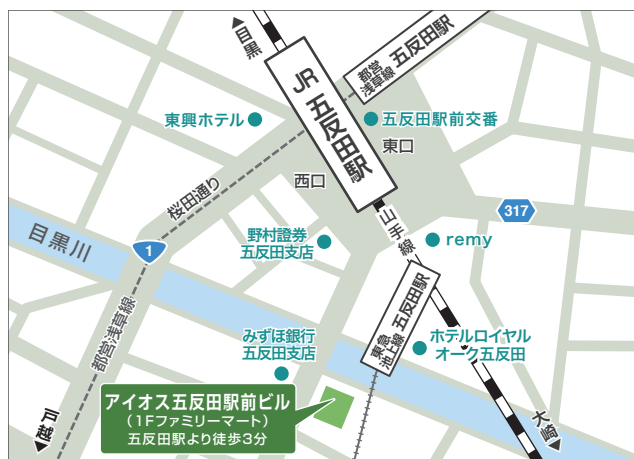 目黒
都営
浅草線
五反田駅
JR 五反田駅
東興ホテル
五反田駅前交番
東口
西口
桜田通り
317
山手線
目黒川
1
野村證券
五反田支店
remy
東急
池上線
五反田駅
都営浅草線
みずほ銀行
五反田支店
ホテルロイヤル
オーク五反田
アイオス五反田駅前ビル
(1Fファミリーマート)
五反田駅より徒歩3分
戸越
大崎